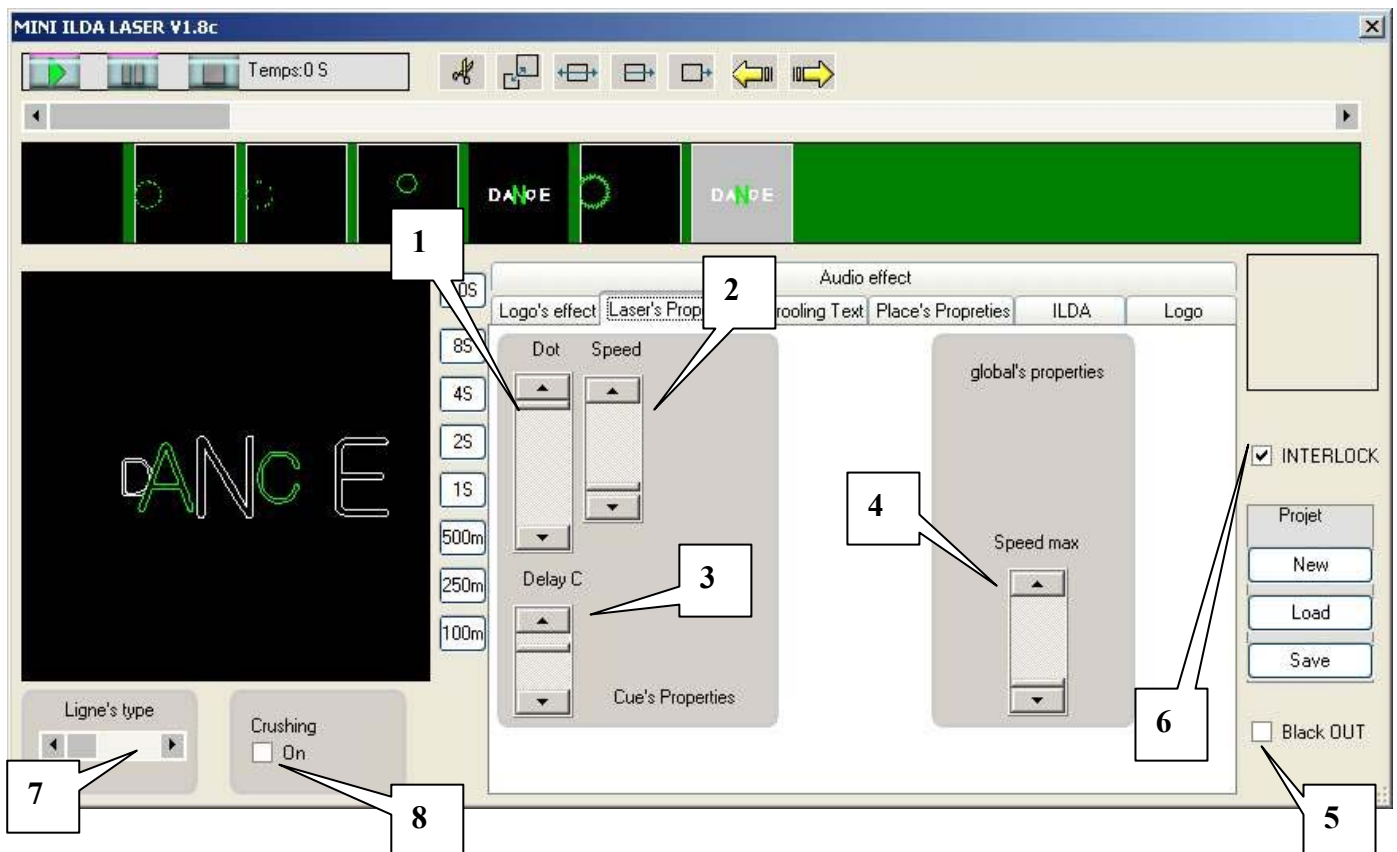 MINI ILDA LASER V1.8c
Temps:0 S
DANCE
DANCE
1
2
Audio effect
0S
Logo's effect
Laser's Prop
rooling Text
Place's Propreties
ILDA
Logo
8S
Dot
Speed
global's properties
4S
DANCE
2S
INTERLOCK
1S
4
Projet
500m
Speed max
New
250m
Delay C
3
100m
Load
Save
Cue's Properties
Ligne's type
Crushing
6
Black OUT
On
7
8
5